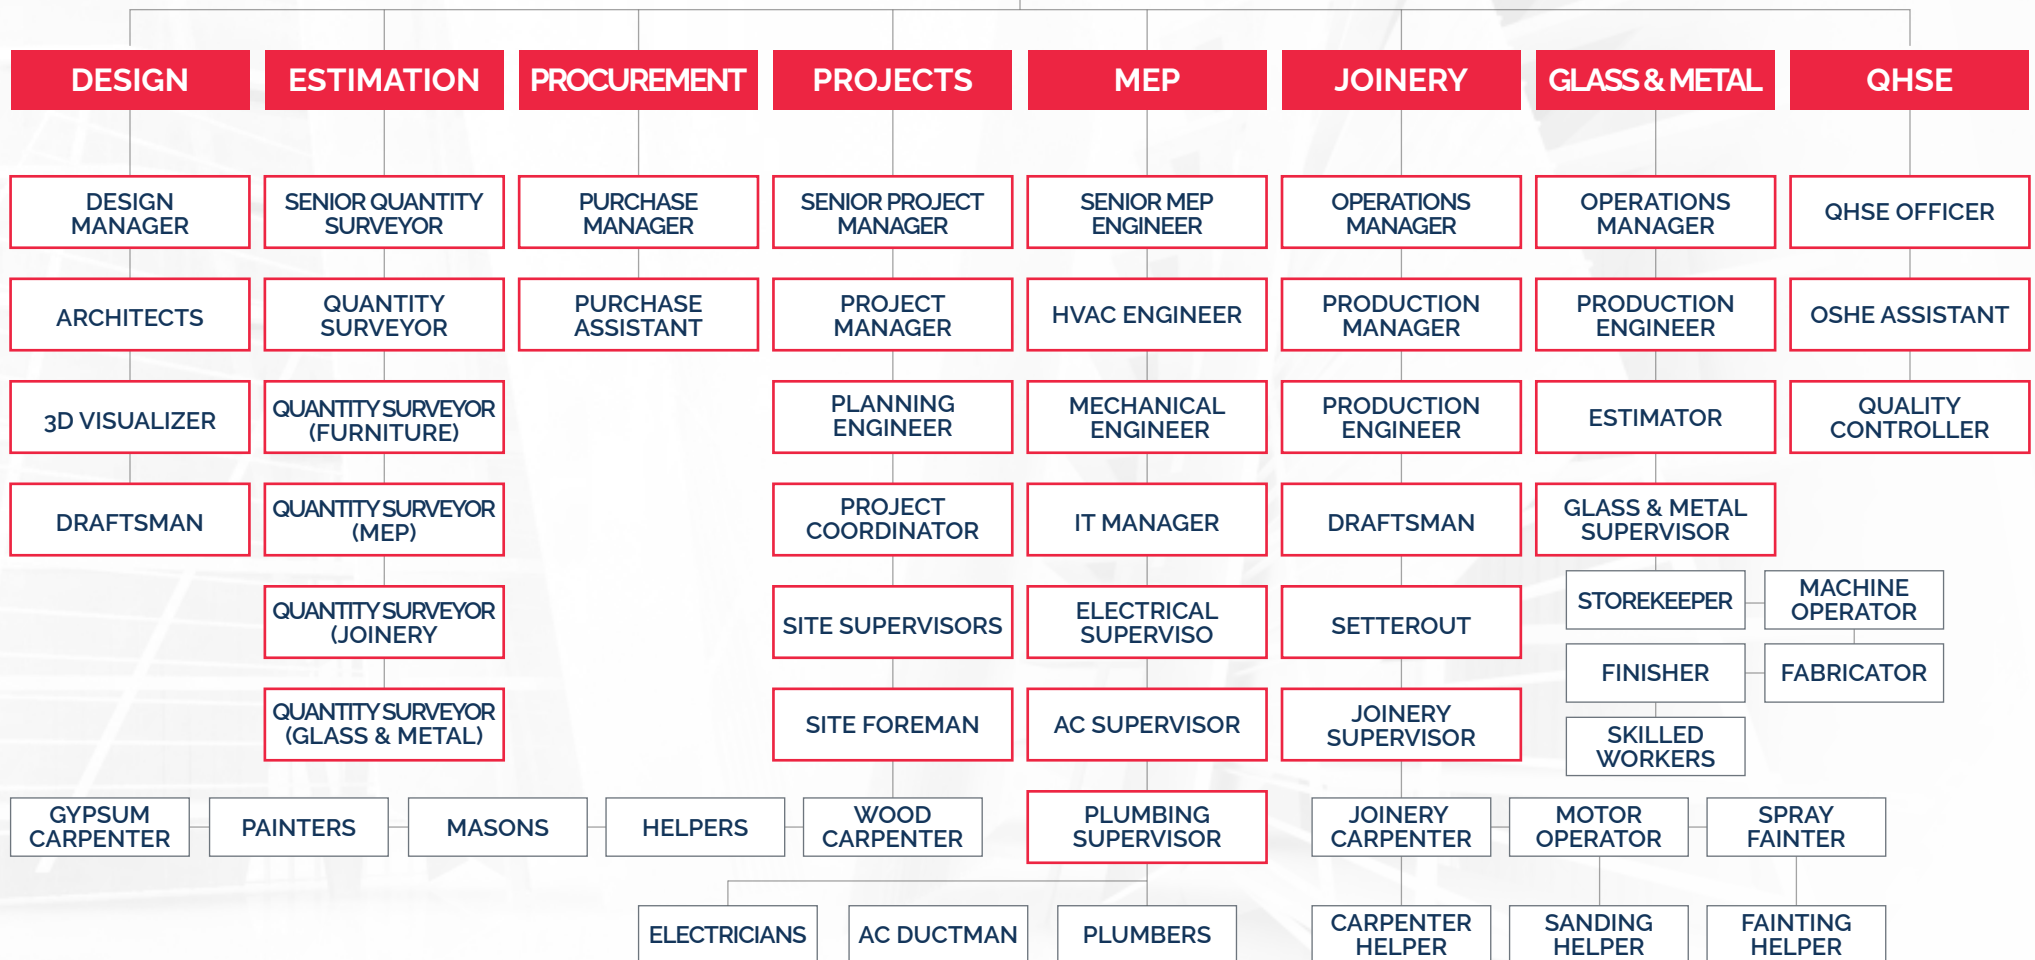 DESIGN
ESTIMATION
PROCUREMENT
PROJECTS
MEP
JOINERY
GLASS & METAL
QHSE
DESIGN
MANAGER
SENIOR QUANTITY
SURVEYOR
PURCHASE
MANAGER
SENIOR PROJECT
MANAGER
SENIOR MEP
ENGINEER
OPERATIONS
MANAGER
OPERATIONS
MANAGER
QHSE OFFICER
ARCHITECTS
QUANTITY
SURVEYOR
PURCHASE
ASSISTANT
PROJECT
MANAGER
HVAC ENGINEER
PRODUCTION
MANAGER
PRODUCTION
ENGINEER
OSHE ASSISTANT
3D VISUALIZER
QUANTITY SURVEYOR
(FURNITURE)
PLANNING
ENGINEER
MECHANICAL
ENGINEER
PRODUCTION
ENGINEER
ESTIMATOR
QUALITY
CONTROLLER
DRAFTSMAN
QUANTITY SURVEYOR
(MEP)
PROJECT
COORDINATOR
IT MANAGER
DRAFTSMAN
GLASS & METAL
SUPERVISOR
QUANTITY SURVEYOR
(JOINERY
SITE SUPERVISORS
ELECTRICAL
SUPERVISO
SETTEROUT
STOREKEEPER
MACHINE
OPERATOR
FINISHER
FABRICATOR
QUANTITY SURVEYOR
(GLASS & METAL)
SITE FOREMAN
AC SUPERVISOR
JOINERY
SUPERVISOR
SKILLED
WORKERS
GYPSUM
CARPENTER
PAINTERS
MASONS
HELPERS
WOOD
CARPENTER
PLUMBING
SUPERVISOR
JOINERY
CARPENTER
MOTOR
OPERATOR
SPRAY
FAINTER
ELECTRICIANS
AC DUCTMAN
PLUMBERS
CARPENTER
HELPER
SANDING
HELPER
FAINTING
HELPER